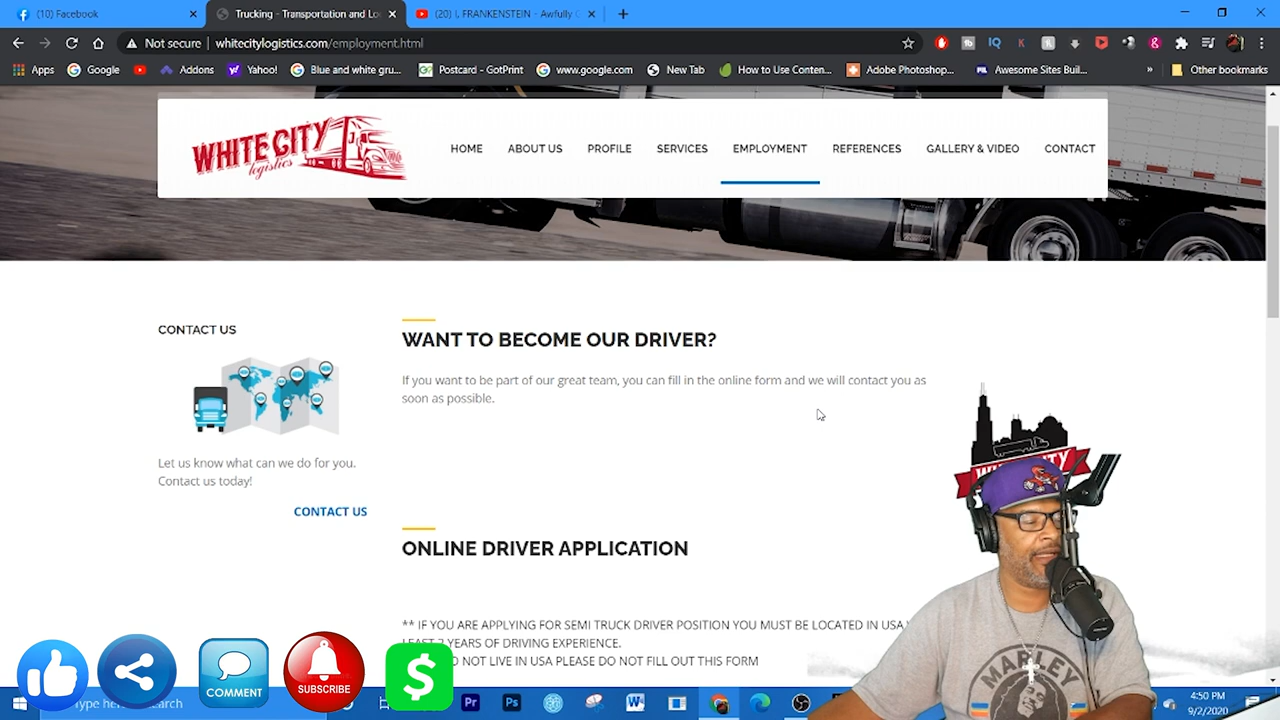 (10) Facebook
Trucking - Transportation and Lo
(20) I, FRANKENSTEIN - Awfully
Not secure | whitecitylogistics.com/employment.html
Apps
Google
Addons
Yahoo!
Blue and white gru...
Postcard - GotPrint
www.google.com
New Tab
How to Use Conten...
Adobe Photoshop...
Awesome Sites Buil...
»
Other bookmarks
WHITE CITY
logistics
HOME
ABOUT US
PROFILE
SERVICES
EMPLOYMENT
REFERENCES
GALLERY & VIDEO
CONTACT
CONTACT US
Let us know what can we do for you.
Contact us today!
CONTACT US
WANT TO BECOME OUR DRIVER?
If you want to be part of our great team, you can fill in the online form and we will contact you as
soon as possible.
ONLINE DRIVER APPLICATION
** IF YOU ARE APPLYING FOR SEMI TRUCK DRIVER POSITION YOU MUST BE LOCATED IN USA
YEARS OF DRIVING EXPERIENCE.
NOT LIVE IN USA PLEASE DO NOT FILL OUT THIS FORM
MARLEY
COMMENT
SUBSCRIBE
$
Type here search
4:50 PM
9/2/2020